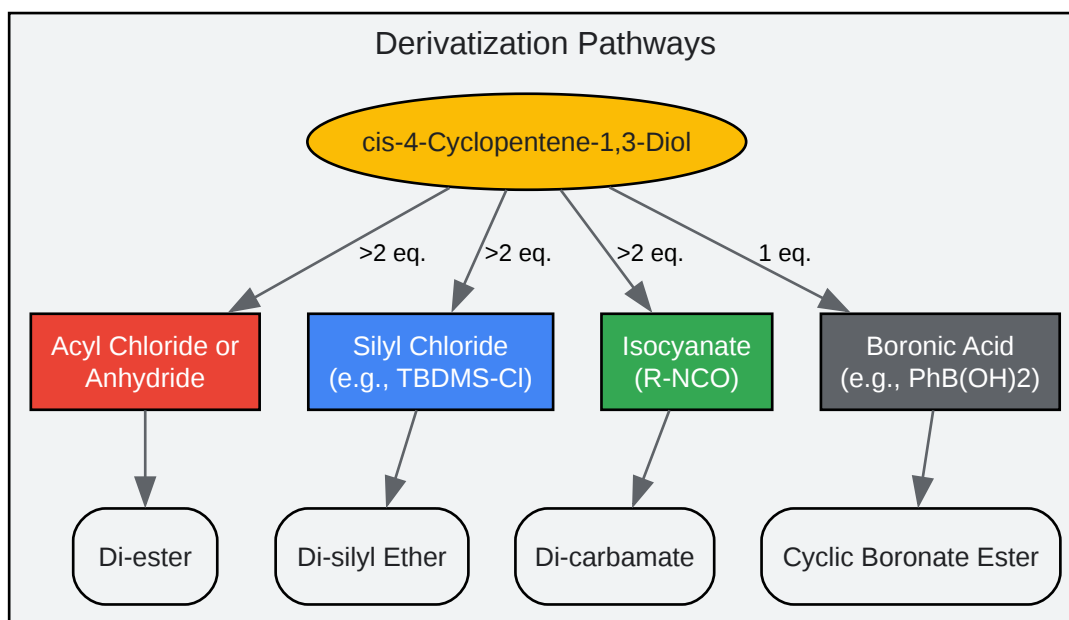 Derivatization Pathways
cis-4-Cyclopentene-1,3-Diol
>2 eq.
>2 eq.
>2 eq.
1 eq.
Acyl Chloride or
Anhydride
Silyl Chloride
(e.g., TBDMS-Cl)
Isocyanate
(R-NCO)
Boronic Acid
(e.g., PhB(OH)2)
Di-ester
Di-silyl Ether
Di-carbamate
Cyclic Boronate Ester